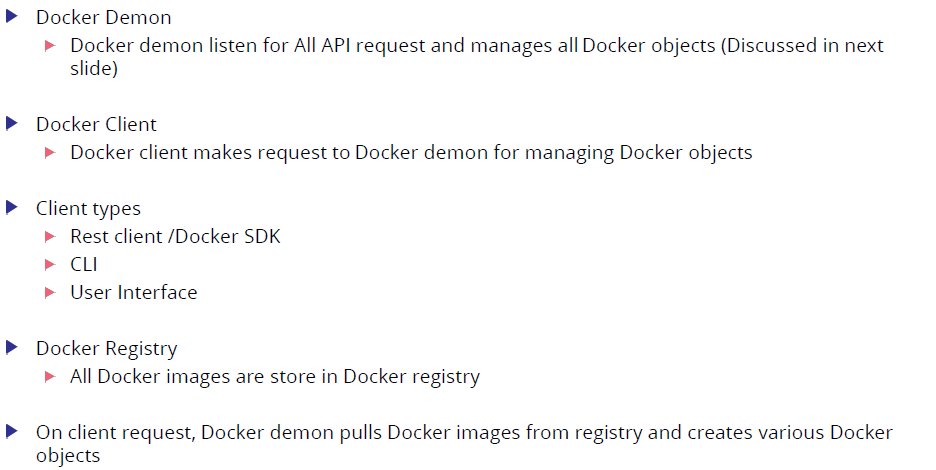 Docker Demon
Docker demon listen for All API request and manages all Docker objects (Discussed in next
slide)
Docker Client
Docker client makes request to Docker demon for managing Docker objects
Client types
Rest client /Docker SDK
CLI
User Interface
Docker Registry
All Docker images are store in Docker registry
On client request, Docker demon pulls Docker images from registry and creates various Docker
objects